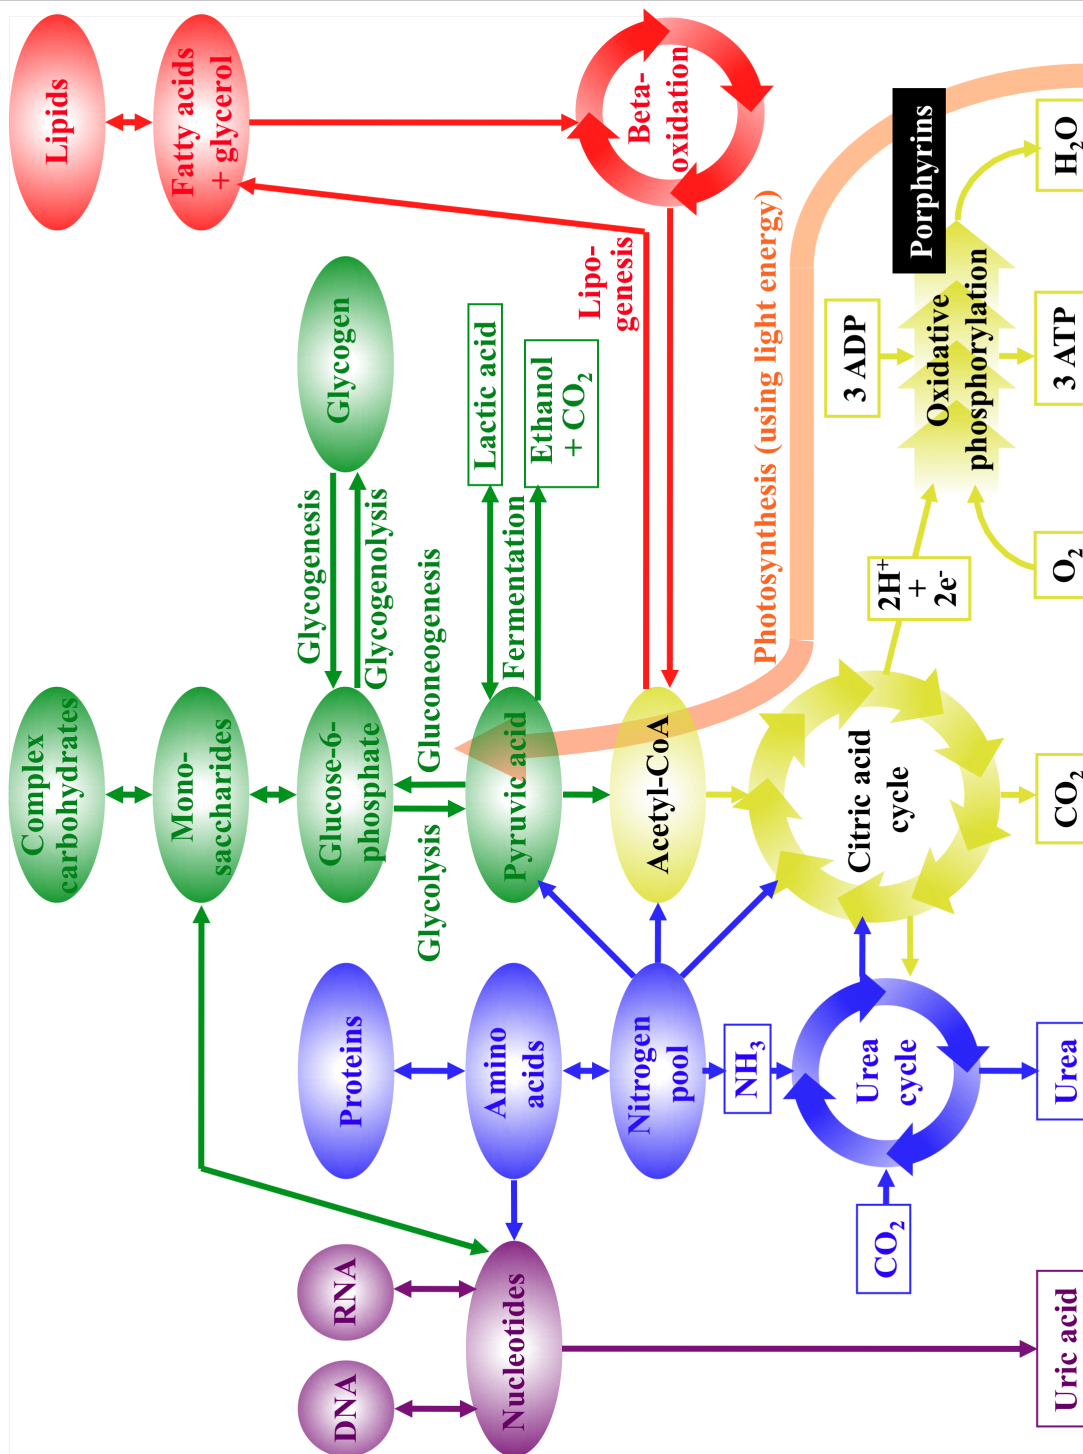 Lipids
Fatty acids
+ glycerol
Beta-
oxidation
Lipo-
genesis
Complex
carbohydrates
Mono-
saccharides
Glucose-6-
phosphate
Glycogenesis
Glycogenolysis
Glycogen
Glycolysis
Gluconeogenesis
Pyruvic acid
Fermentation
Lactic acid
Ethanol
+ CO₂
Acetyl-CoA
Photosynthesis (using light energy)
Citric acid
cycle
CO₂
2H⁺
+
2e⁻
O₂
3 ADP
Oxidative
phosphorylation
3 ATP
Porphyrins
H₂O
Proteins
Amino
acids
Nitrogen
pool
NH₃
Urea
cycle
CO₂
Urea
RNA
DNA
Nucleotides
Uric acid